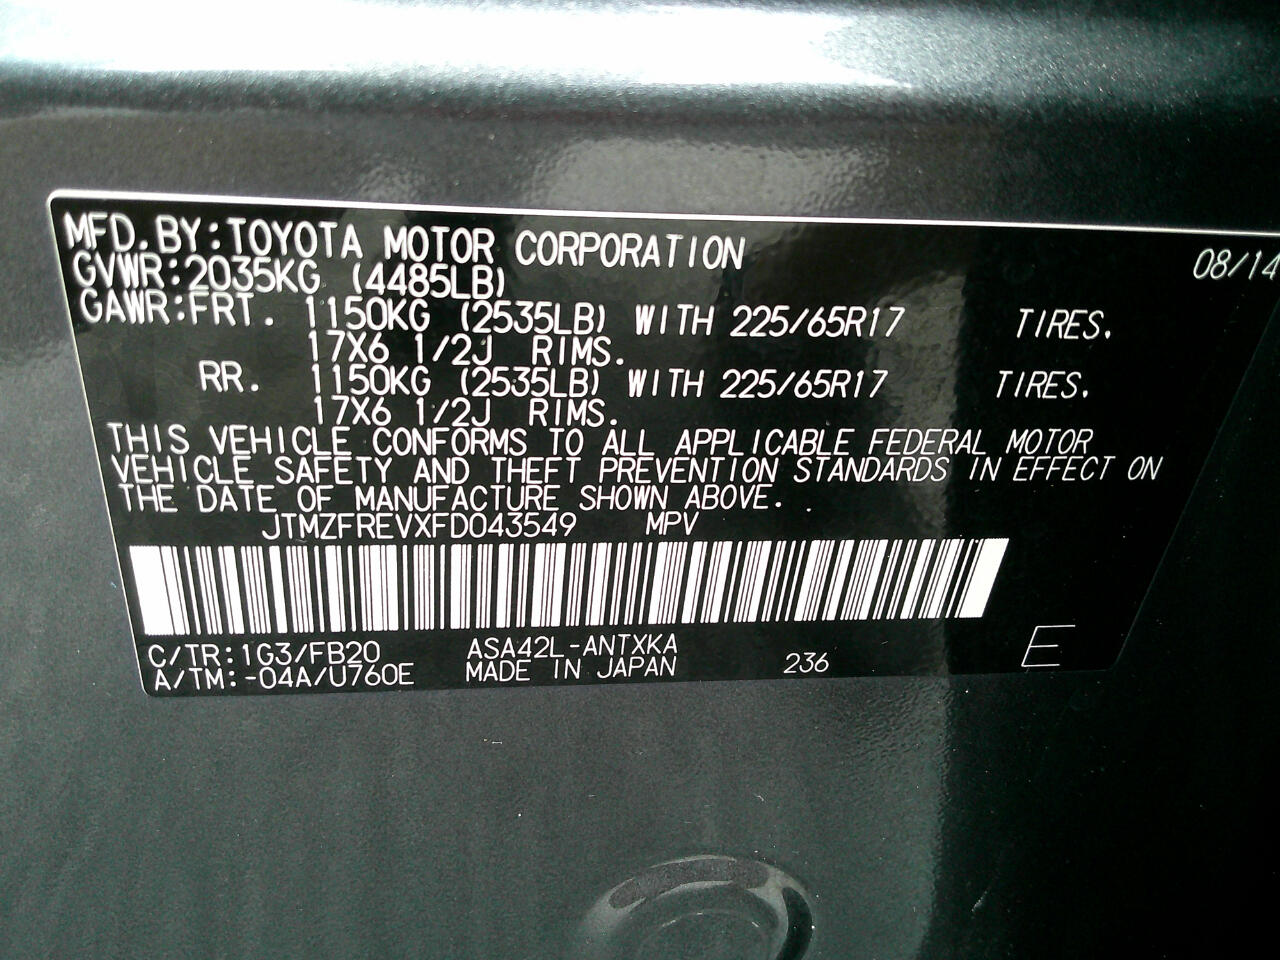 MFD.BY:TOYOTA MOTOR CORPORATION 08/14
GVWR:2035KG (4485LB)
GAWR:FRT. 1150KG (2535LB) WITH 225/65R17 TIRES.
17X6 1/2J RIMS.
RR. 1150KG (2535LB) WITH 225/65R17 TIRES.
17X6 1/2J RIMS.
THIS VEHICLE CONFORMS TO ALL APPLICABLE FEDERAL MOTOR
VEHICLE SAFETY AND THEFT PREVENTION STANDARDS IN EFFECT ON
THE DATE OF MANUFACTURE SHOWN ABOVE.
JTMZFREVXFD043549 MPV
C/TR:1G3/FB20 ASA42L-ANTXKA
A/TM:-04A/U760E MADE IN JAPAN 236 E